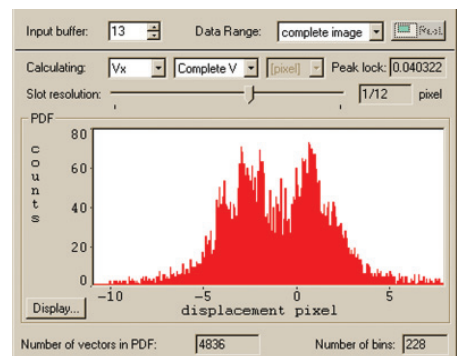 Input buffer: 13 Data Range: complete image
Calculating: Vx Complete V [pixel] Peak lock: 0.040322
Slot resolution: 1/12 pixel
PDF
counts
80
60
40
20
0
-10 -5 0 5
Display... displacement pixel
Number of vectors in PDF: 4836 Number of bins: 228